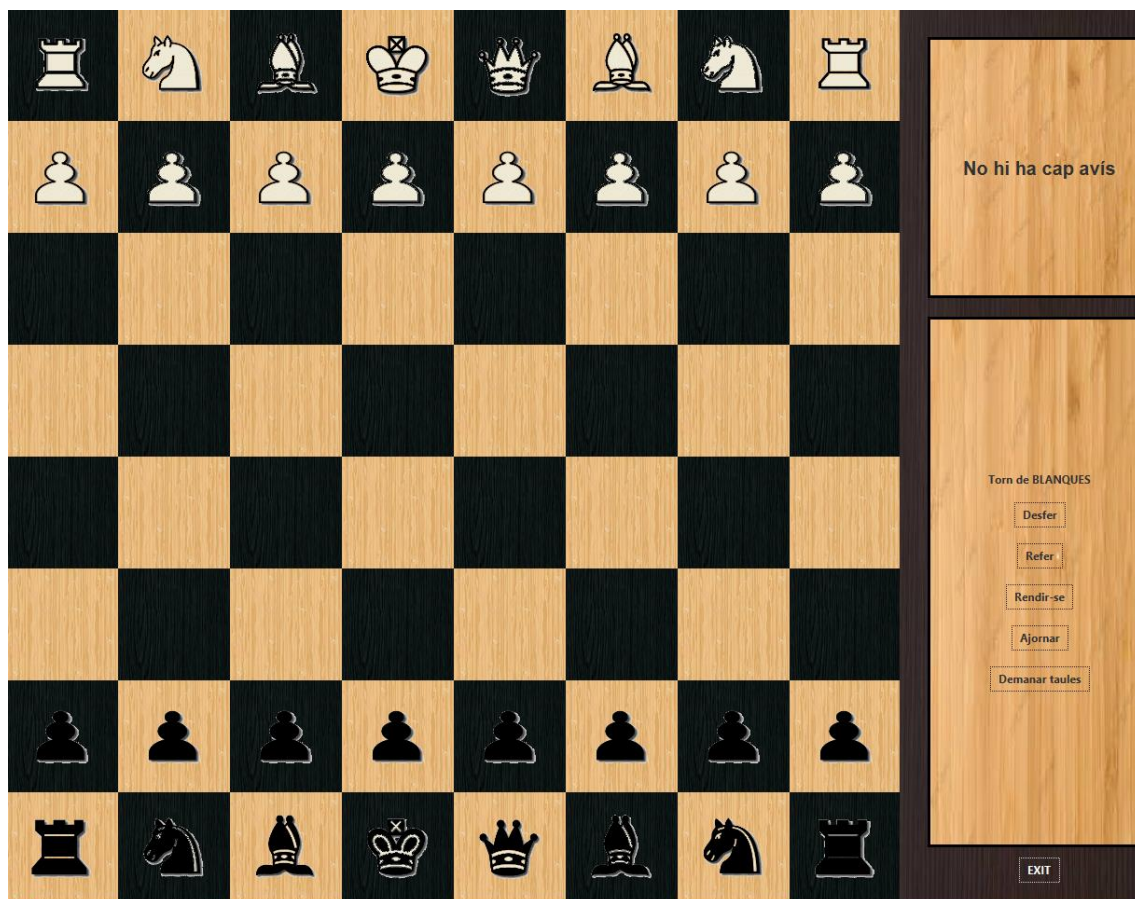 No hi ha cap avís
Torn de BLANQUES
Desfer
Refer
Rendir-se
Ajornar
Demanar taules
EXIT